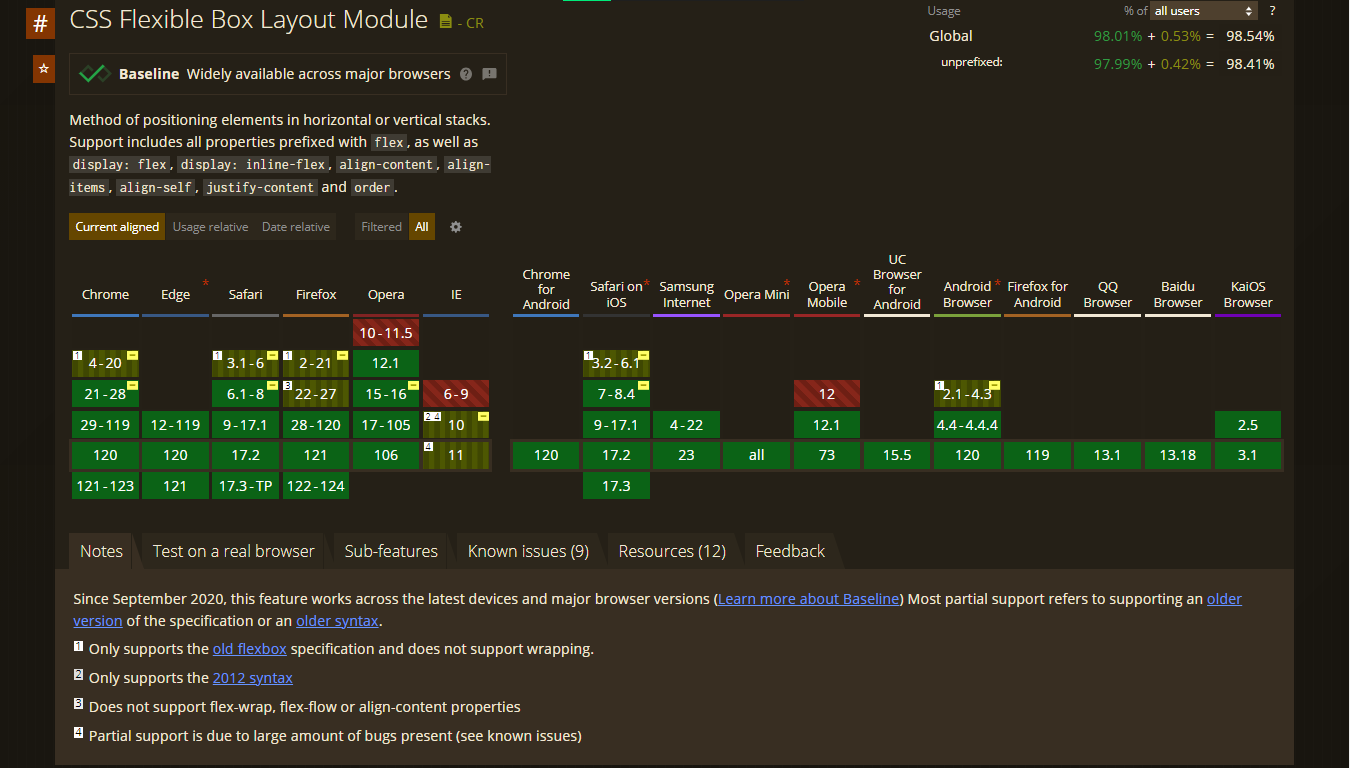 #
CSS Flexible Box Layout Module - CR
Usage % of all users ?
Global 98.01% + 0.53% = 98.54%
unprefixed: 97.99% + 0.42% = 98.41%
Baseline Widely available across major browsers ?
Method of positioning elements in horizontal or vertical stacks.
Support includes all properties prefixed with flex, as well as
display: flex, display: inline-flex, align-content, align-
items, align-self, justify-content and order.
Current aligned Usage relative Date relative Filtered All
Chrome Edge * Safari Firefox Opera IE Chrome for Android Safari on iOS * Samsung Internet Opera Mini * Opera Mobile * UC Browser for Android Android Browser * Firefox for Android QQ Browser Baidu Browser KaiOS Browser
10-11.5
1 4-20 1 3.1-6 1 2-21 12.1 1 3.2-6.1
21-28 6.1-8 3 22-27 15-16 6-9 7-8.4 12 1 2.1-4.3
29-119 12-119 9-17.1 28-120 17-105 2 4 10 9-17.1 4-22 12.1 4.4-4.4.4 2.5
120 120 17.2 121 106 4 11 120 17.2 23 all 73 15.5 120 119 13.1 13.18 3.1
121-123 121 17.3-TP 122-124 17.3
Notes Test on a real browser Sub-features Known issues (9) Resources (12) Feedback
Since September 2020, this feature works across the latest devices and major browser versions (Learn more about Baseline) Most partial support refers to supporting an older
version of the specification or an older syntax.
1 Only supports the old flexbox specification and does not support wrapping.
2 Only supports the 2012 syntax
3 Does not support flex-wrap, flex-flow or align-content properties
4 Partial support is due to large amount of bugs present (see known issues)